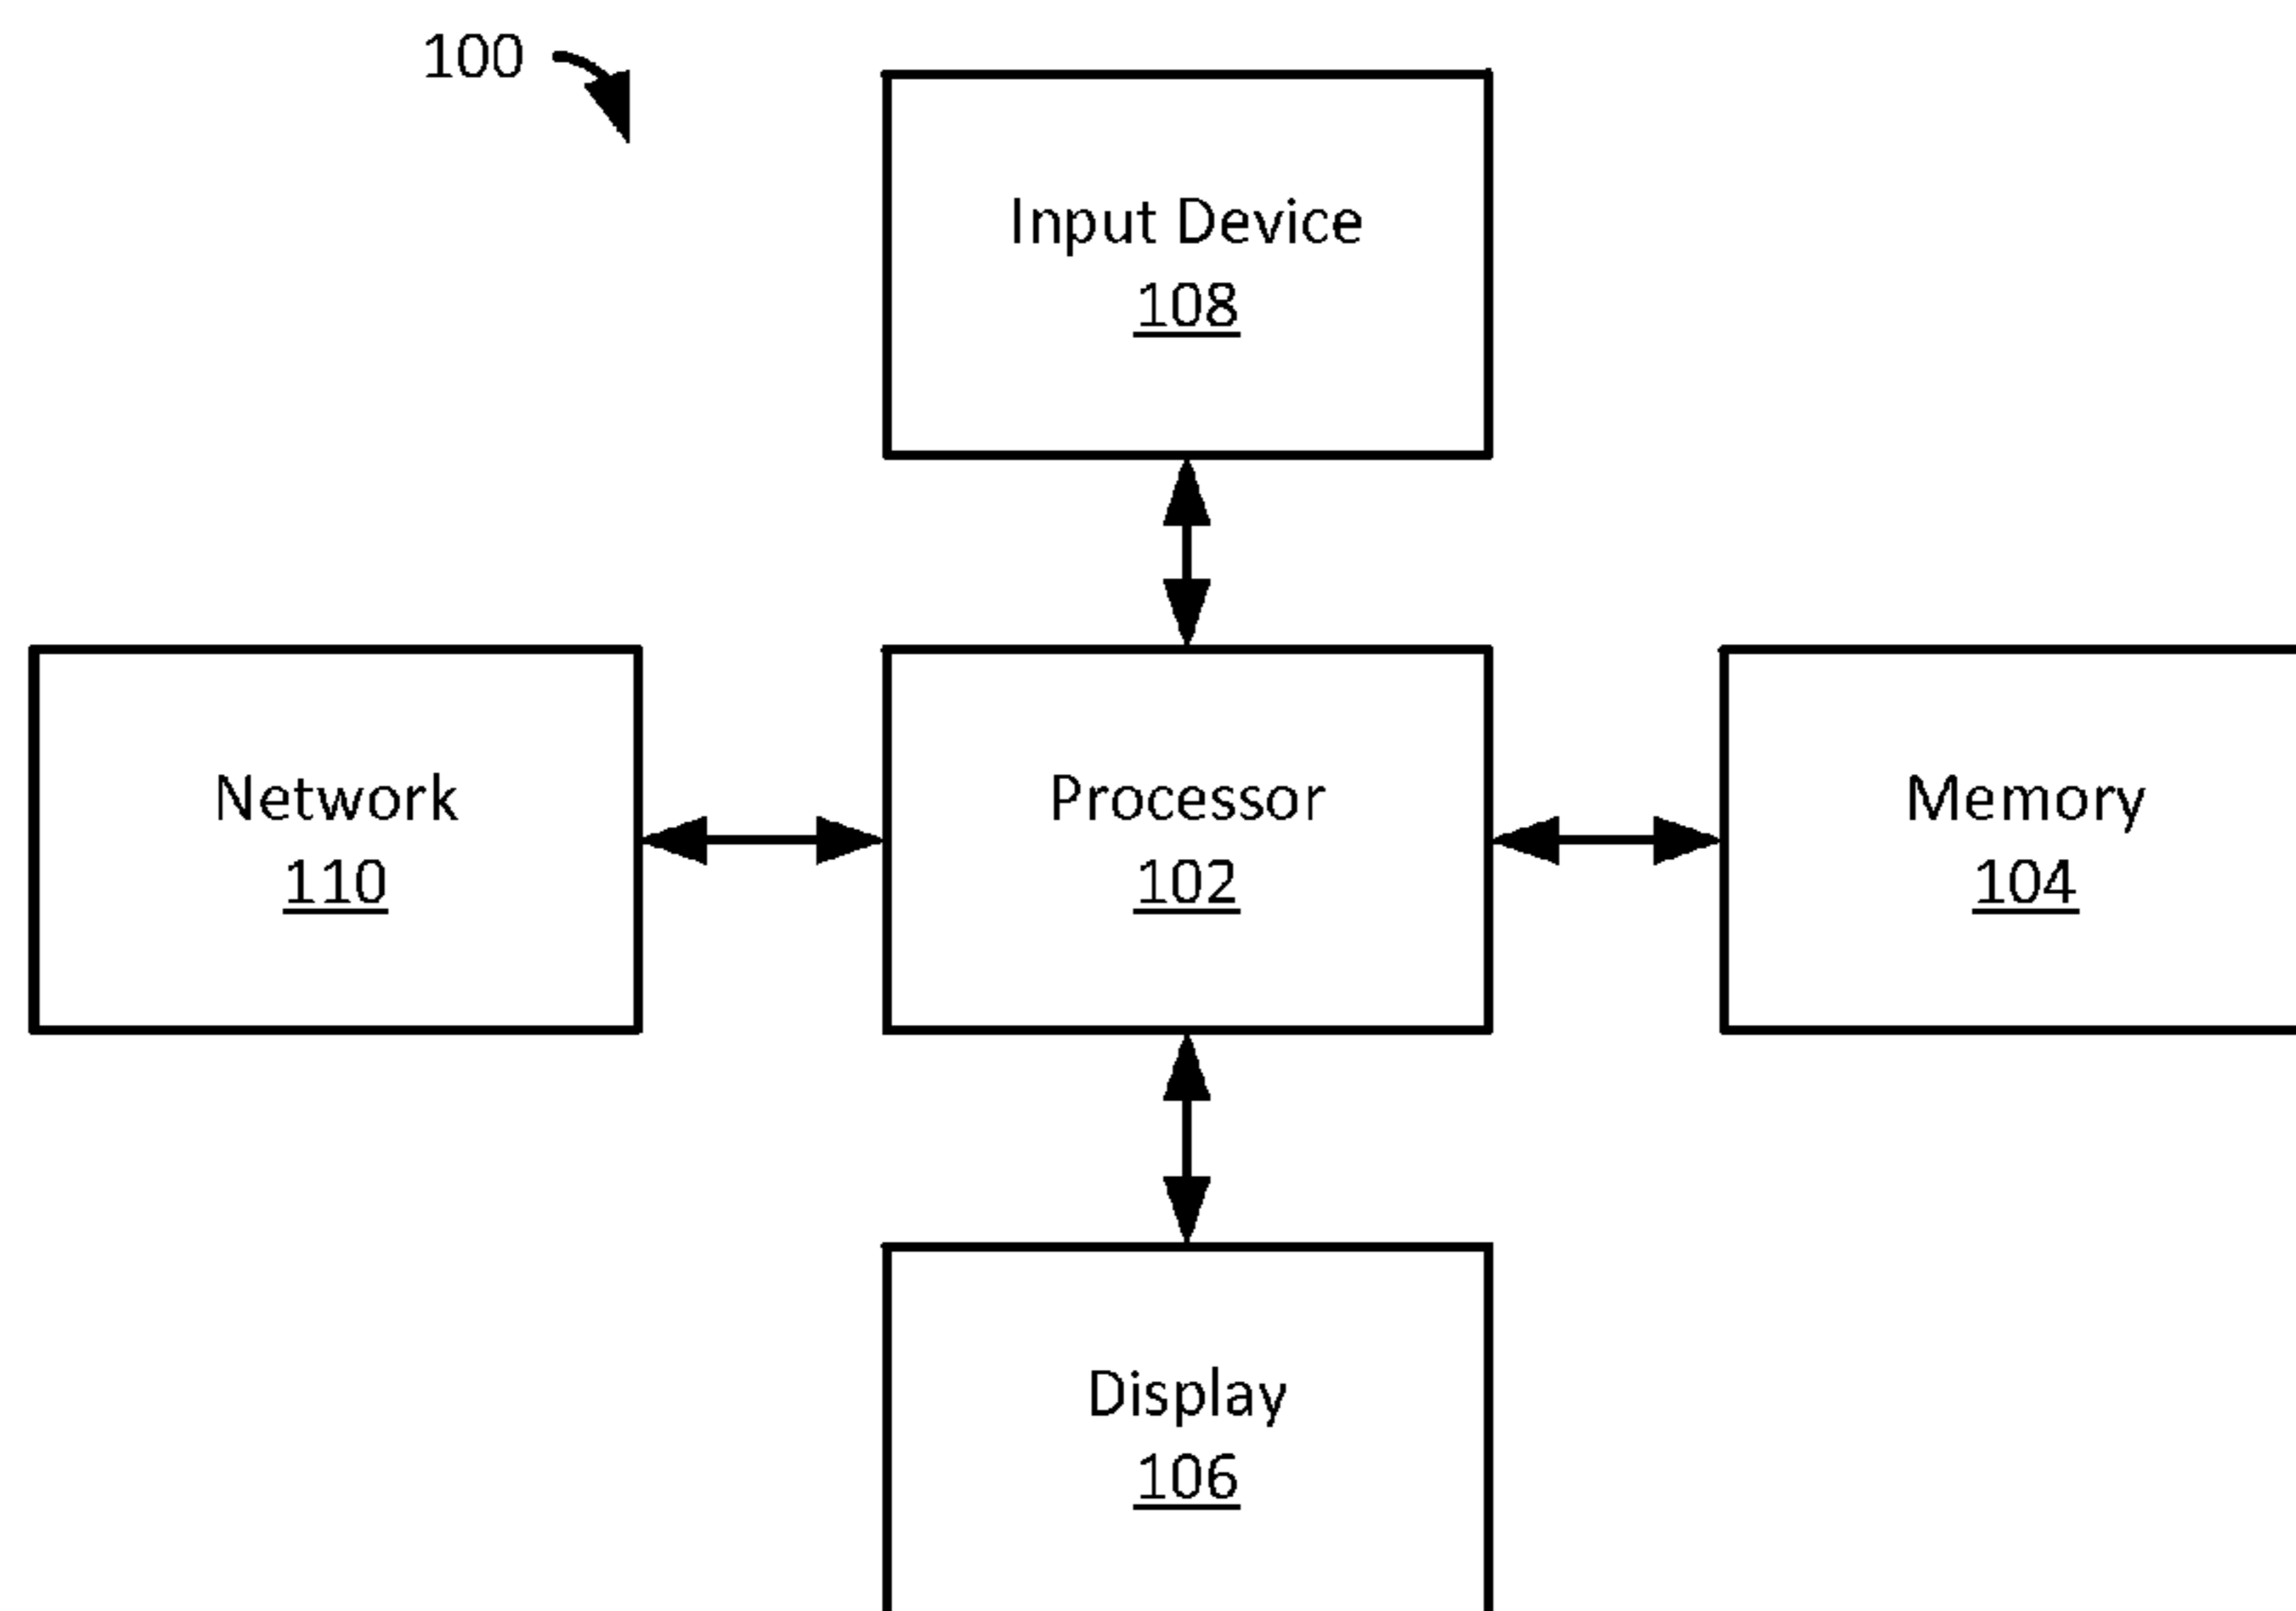 100
Input Device
108
Network
110
Processor
102
Memory
104
Display
106